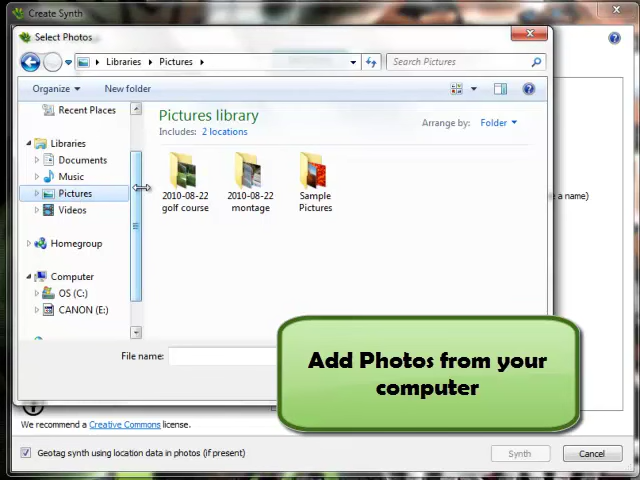 Create Synth
Select Photos
Libraries
Pictures
Search Pictures
Organize
New folder
Recent Places
Libraries
Documents
Music
Pictures
Videos
Homegroup
Computer
OS (C:)
CANON (E:)
Pictures library
Includes: 2 locations
Arrange by: Folder
2010-08-22
golf course
2010-08-22
montage
Sample
Pictures
e a name)
File name:
Add Photos from your
computer
We recommend a Creative Commons license.
Geotag synth using location data in photos (if present)
Synth
Cancel